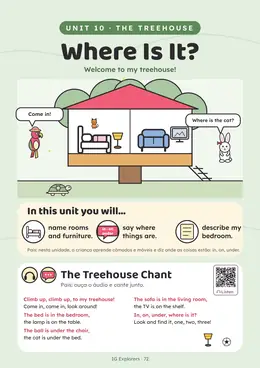 UNIT 10 · THE TREEHOUSE
Where Is It?
Welcome to my treehouse!
Come in!
Where is the cat?
In this unit you will...
name rooms
and furniture.
say where
things are.
describe my
bedroom.
Pais: nesta unidade, a criança aprende cômodos e móveis e diz onde as coisas estão: in, on, under.
The Treehouse Chant
Pais: ouça o áudio e cante junto.
Climb up, climb up, to my treehouse!
Come in, come in, look around!
The bed is in the bedroom,
the lamp is on the table.
The ball is under the chair,
the cat is under the bed.
The sofa is in the living room,
the TV is on the shelf.
In, on, under, where is it?
Look and find it, one, two, three!
IG Explorers · 72